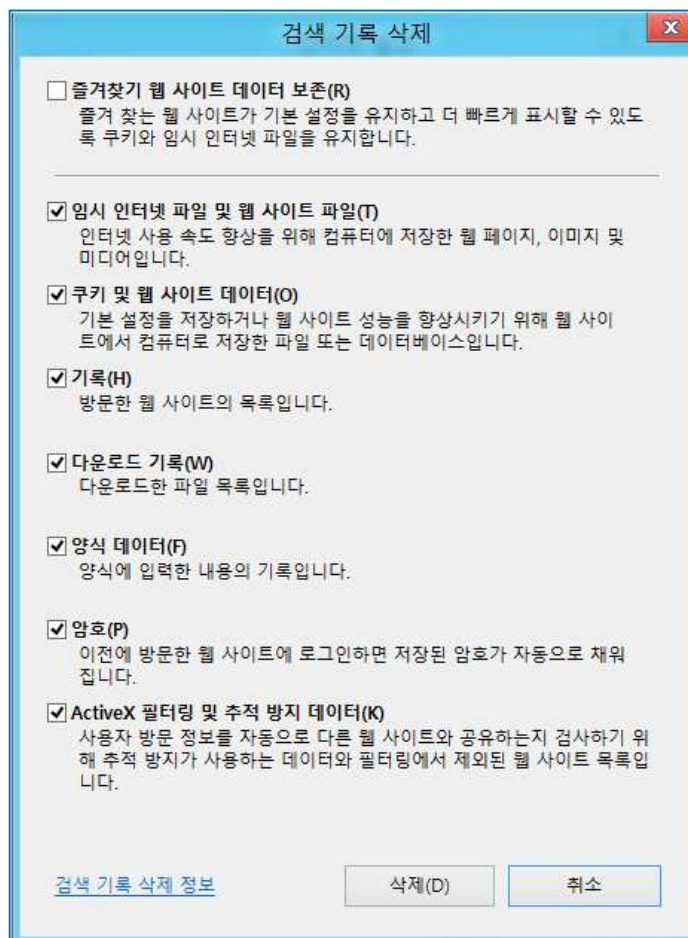 검색 기록 삭제
x
즐겨찾기 웹 사이트 데이터 보존(R)
즐겨 찾는 웹 사이트가 기본 설정을 유지하고 더 빠르게 표시할 수 있도
록 쿠키와 임시 인터넷 파일을 유지합니다.
임시 인터넷 파일 및 웹 사이트 파일(T)
인터넷 사용 속도 향상을 위해 컴퓨터에 저장한 웹 페이지, 이미지 및
미디어입니다.
쿠키 및 웹 사이트 데이터(O)
기본 설정을 저장하거나 웹 사이트 성능을 향상시키기 위해 웹 사이
트에서 컴퓨터로 저장한 파일 또는 데이터베이스입니다.
기록(H)
방문한 웹 사이트의 목록입니다.
다운로드 기록(W)
다운로드한 파일 목록입니다.
양식 데이터(F)
양식에 입력한 내용의 기록입니다.
암호(P)
이전에 방문한 웹 사이트에 로그인하면 저장된 암호가 자동으로 채워
집니다.
ActiveX 필터링 및 추적 방지 데이터(K)
사용자 방문 정보를 자동으로 다른 웹 사이트와 공유하는지 검사하기 위
해 추적 방지가 사용하는 데이터와 필터링에서 제외된 웹 사이트 목록입
니다.
검색 기록 삭제 정보
삭제(D)
취소